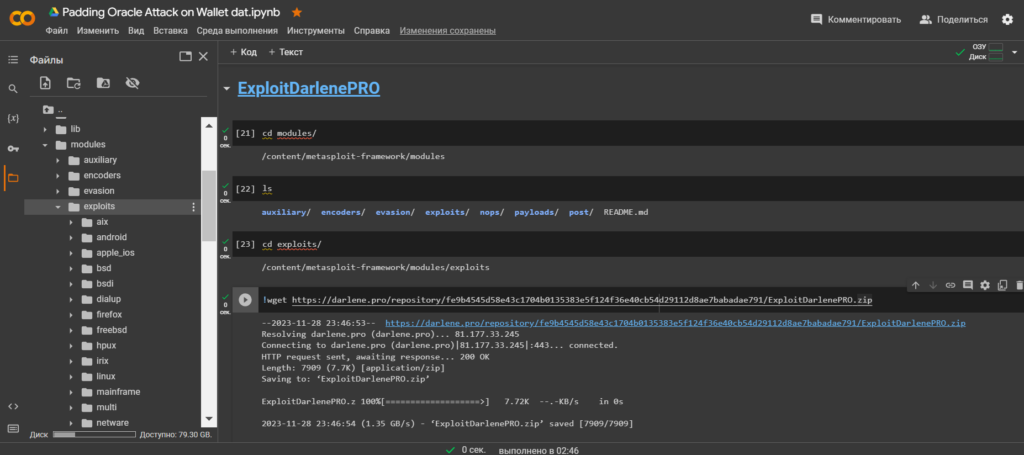 Padding Oracle Attack on Wallet dat.ipynb
Файл Изменить Вид Вставка Среда выполнения Инструменты Справка Изменения сохранены
Комментировать Поделиться
Файлы
+ Код + Текст
ОЗУ
Диск
..
lib
modules
auxiliary
encoders
evasion
exploits
aix
android
apple_ios
bsd
bsdi
dialup
firefox
freebsd
hpux
irix
linux
mainframe
multi
netware
Диск Доступно: 79.30 GB.
ExploitDarlenePRO
0 сек.
[21] cd modules/
/content/metasploit-framework/modules
0 сек.
[22] ls
auxiliary/ encoders/ evasion/ exploits/ nops/ payloads/ post/ README.md
0 сек.
[23] cd exploits/
/content/metasploit-framework/modules/exploits
0 сек.
!wget https://darlene.pro/repository/fe9b4545d58e43c1704b0135383e5f124f36e40cb54d29112d8ae7babadae791/ExploitDarlenePRO.zip
--2023-11-28 23:46:53-- https://darlene.pro/repository/fe9b4545d58e43c1704b0135383e5f124f36e40cb54d29112d8ae7babadae791/ExploitDarlenePRO.zip
Resolving darlene.pro (darlene.pro)... 81.177.33.245
Connecting to darlene.pro (darlene.pro)|81.177.33.245|:443... connected.
HTTP request sent, awaiting response... 200 OK
Length: 7909 (7.7K) [application/zip]
Saving to: ‘ExploitDarlenePRO.zip’
ExploitDarlenePRO.z 100%[===================>] 7.72K --.-KB/s in 0s
2023-11-28 23:46:54 (1.35 GB/s) - ‘ExploitDarlenePRO.zip’ saved [7909/7909]
0 сек. выполнено в 02:46